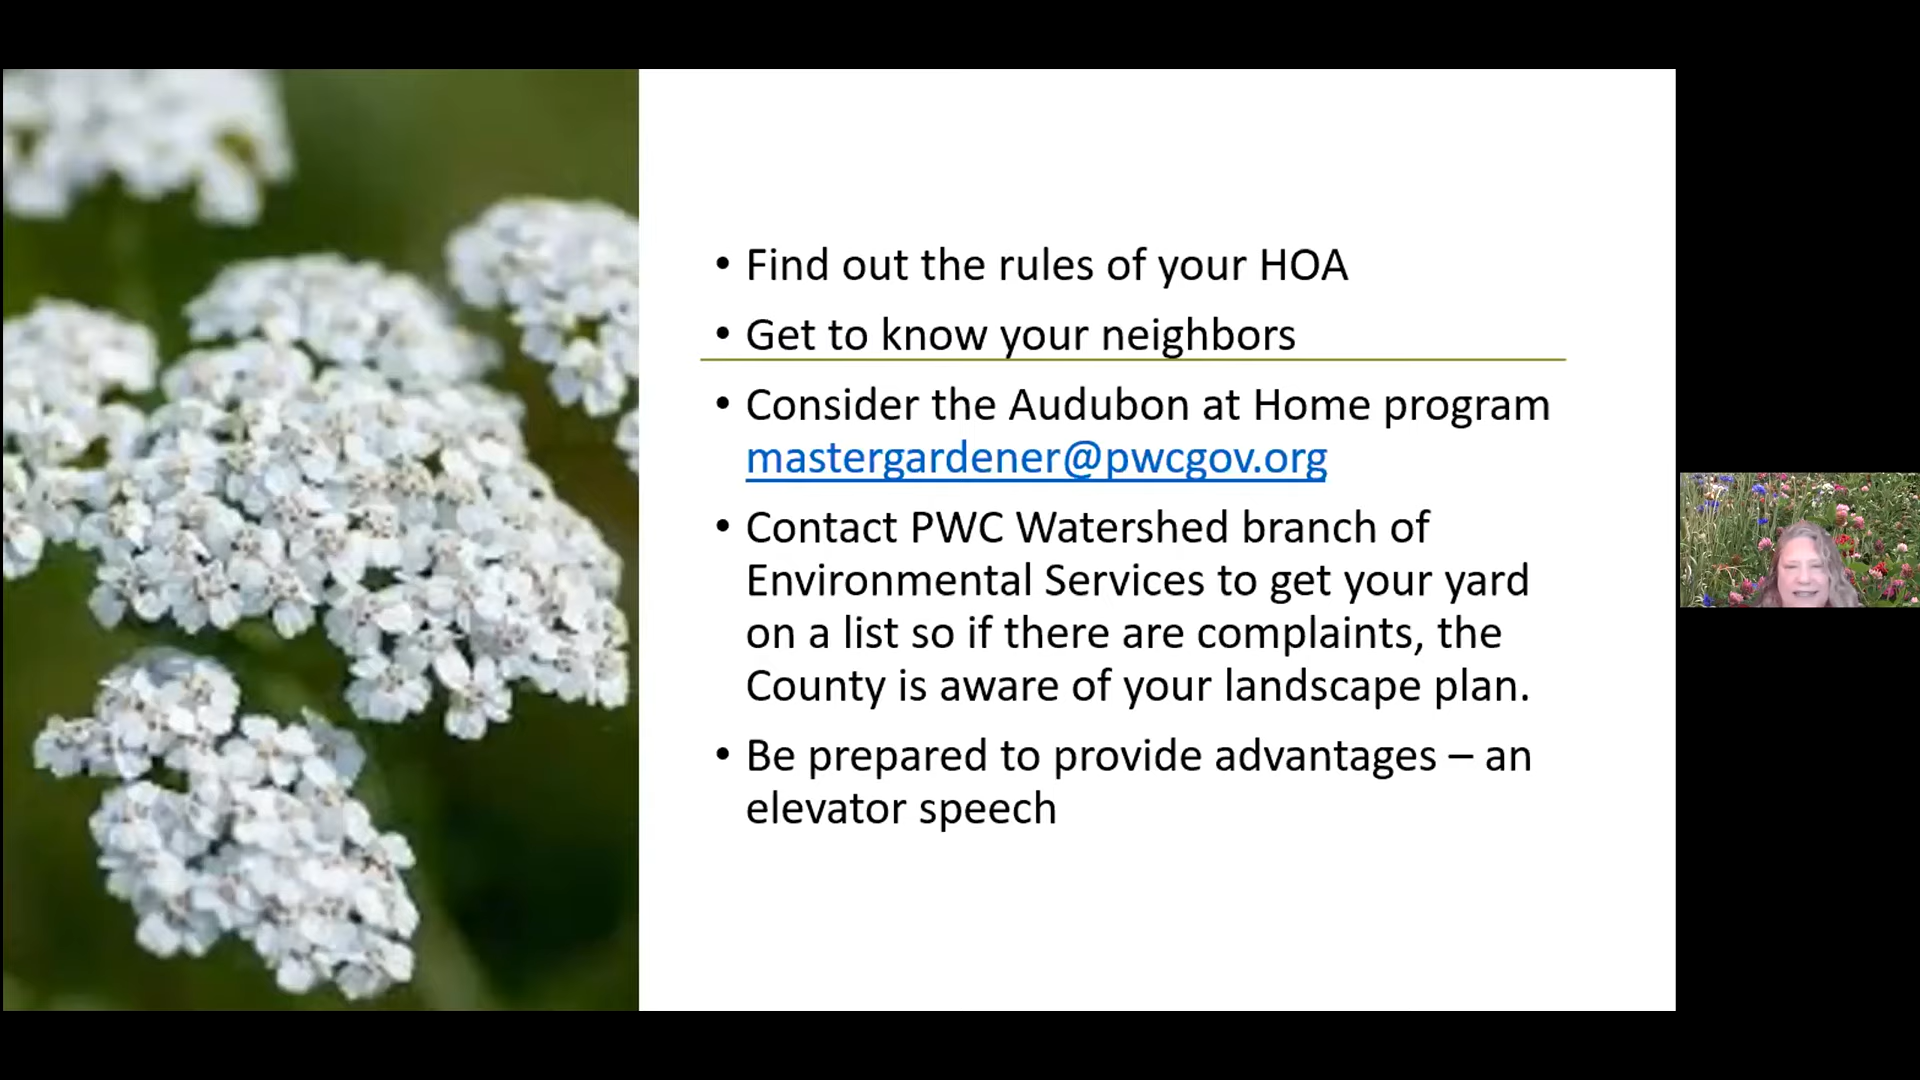 • Find out the rules of your HOA
• Get to know your neighbors
• Consider the Audubon at Home program
mastergardener@pwcgov.org
• Contact PWC Watershed branch of
Environmental Services to get your yard
on a list so if there are complaints, the
County is aware of your landscape plan.
• Be prepared to provide advantages – an
elevator speech